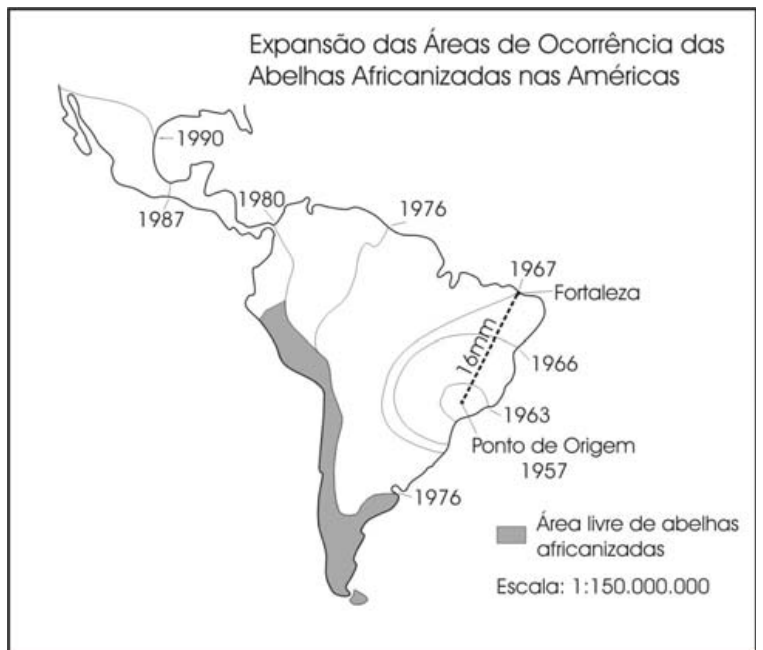 Expansão das Áreas de Ocorrência das
Abelhas Africanizadas nas Américas
1990
1987
1980
1976
1967
Fortaleza
16mm
1966
1963
Ponto de Origem
1957
1976
Área livre de abelhas
africanizadas
Escala: 1:150.000.000